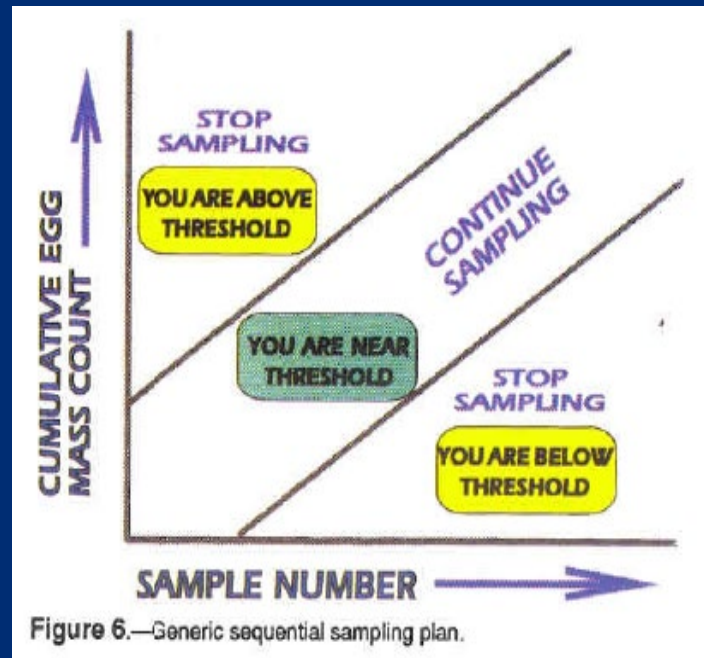 STOP
SAMPLING
YOU ARE ABOVE
THRESHOLD
CONTINUE
SAMPLING
YOU ARE NEAR
THRESHOLD
STOP
SAMPLING
YOU ARE BELOW
THRESHOLD
CUMULATIVE EGG
MASS COUNT
SAMPLE NUMBER
Figure 6.—Generic sequential sampling plan.